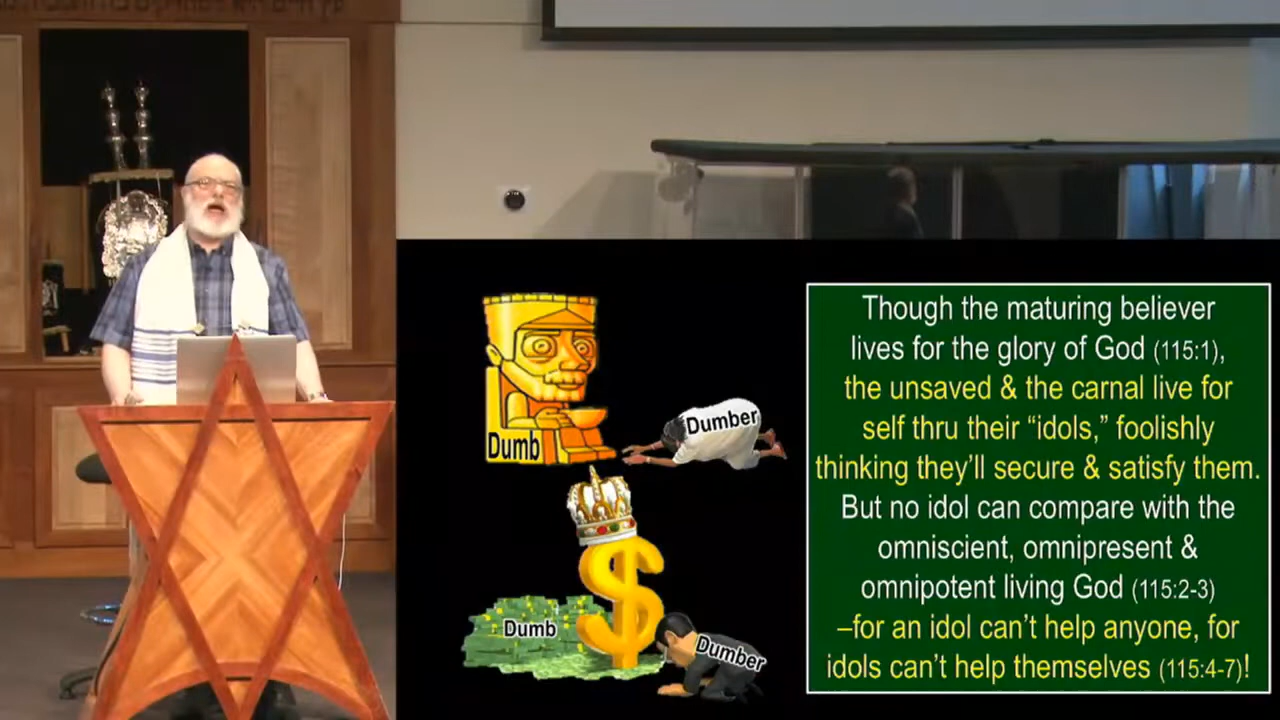 Dumb
Dumber
Dumb
Dumber
Though the maturing believer
lives for the glory of God (115:1),
the unsaved & the carnal live for
self thru their “idols,” foolishly
thinking they’ll secure & satisfy them.
But no idol can compare with the
omniscient, omnipresent &
omnipotent living God (115:2-3)
–for an idol can’t help anyone, for
idols can’t help themselves (115:4-7)!